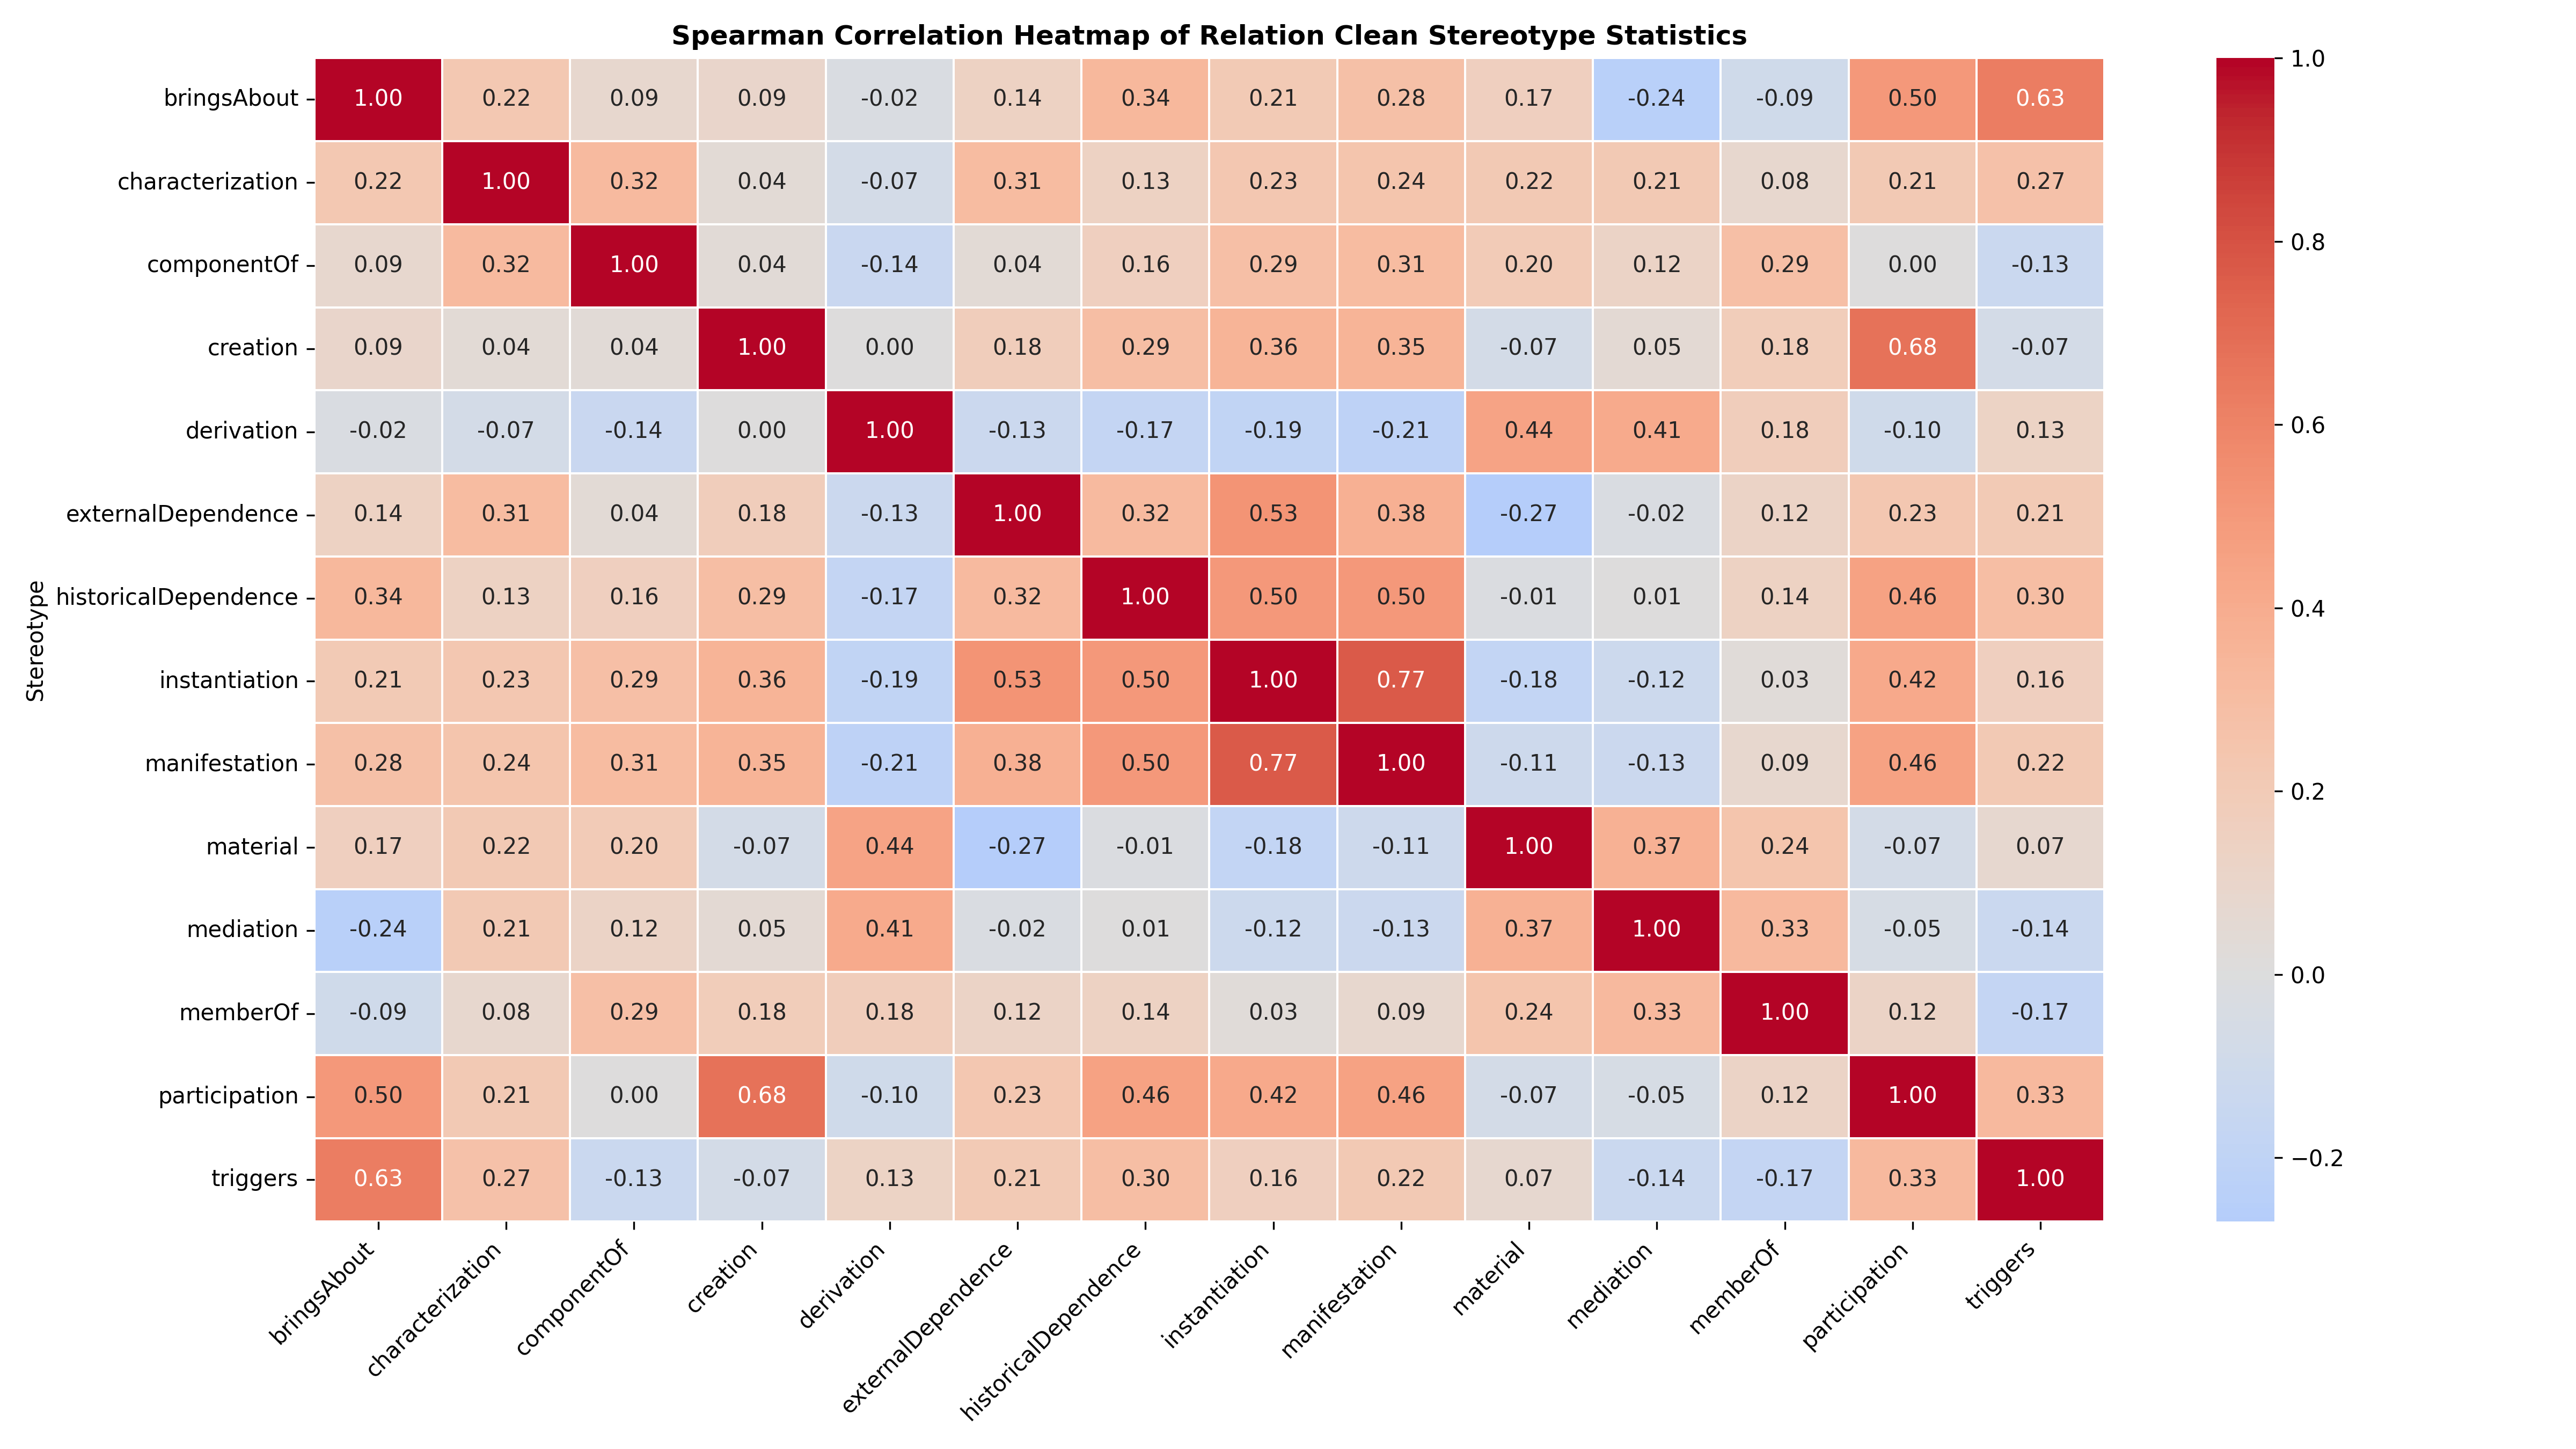 Spearman Correlation Heatmap of Relation Clean Stereotype Statistics
Stereotype
bringsAbout 1.00 0.22 0.09 0.09 -0.02 0.14 0.34 0.21 0.28 0.17 -0.24 -0.09 0.50 0.63
characterization 0.22 1.00 0.32 0.04 -0.07 0.31 0.13 0.23 0.24 0.22 0.21 0.08 0.21 0.27
componentOf 0.09 0.32 1.00 0.04 -0.14 0.04 0.16 0.29 0.31 0.20 0.12 0.29 0.00 -0.13
creation 0.09 0.04 0.04 1.00 0.00 0.18 0.29 0.36 0.35 -0.07 0.05 0.18 0.68 -0.07
derivation -0.02 -0.07 -0.14 0.00 1.00 -0.13 -0.17 -0.19 -0.21 0.44 0.41 0.18 -0.10 0.13
externalDependence 0.14 0.31 0.04 0.18 -0.13 1.00 0.32 0.53 0.38 -0.27 -0.02 0.12 0.23 0.21
historicalDependence 0.34 0.13 0.16 0.29 -0.17 0.32 1.00 0.50 0.50 -0.01 0.01 0.14 0.46 0.30
instantiation 0.21 0.23 0.29 0.36 -0.19 0.53 0.50 1.00 0.77 -0.18 -0.12 0.03 0.42 0.16
manifestation 0.28 0.24 0.31 0.35 -0.21 0.38 0.50 0.77 1.00 -0.11 -0.13 0.09 0.46 0.22
material 0.17 0.22 0.20 -0.07 0.44 -0.27 -0.01 -0.18 -0.11 1.00 0.37 0.24 -0.07 0.07
mediation -0.24 0.21 0.12 0.05 0.41 -0.02 0.01 -0.12 -0.13 0.37 1.00 0.33 -0.05 -0.14
memberOf -0.09 0.08 0.29 0.18 0.18 0.12 0.14 0.03 0.09 0.24 0.33 1.00 0.12 -0.17
participation 0.50 0.21 0.00 0.68 -0.10 0.23 0.46 0.42 0.46 -0.07 -0.05 0.12 1.00 0.33
triggers 0.63 0.27 -0.13 -0.07 0.13 0.21 0.30 0.16 0.22 0.07 -0.14 -0.17 0.33 1.00
bringsAbout characterization componentOf creation derivation externalDependence historicalDependence instantiation manifestation material mediation memberOf participation triggers
1.0
0.8
0.6
0.4
0.2
0.0
−0.2